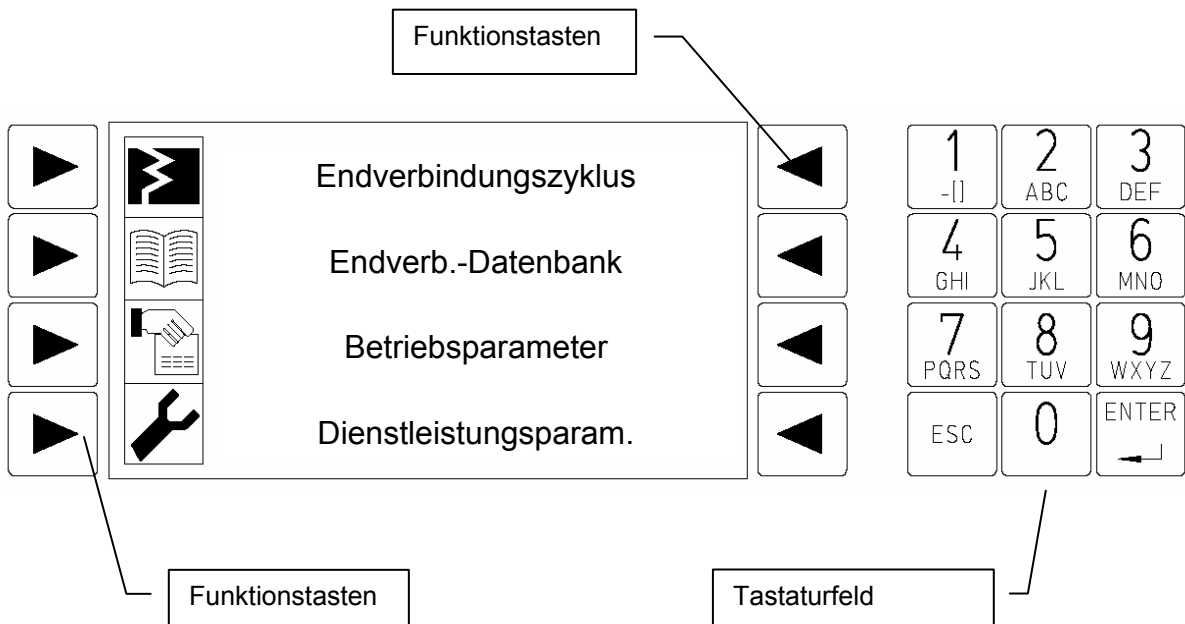 Funktionstasten
Endverbindungszyklus
Endverb.-Datenbank
Betriebsparameter
Dienstleistungsparam.
1 2 3
-[] ABC DEF
4 5 6
GHI JKL MNO
7 8 9
PQRS TUV WXYZ
ESC 0 ENTER
Funktionstasten
Tastaturfeld